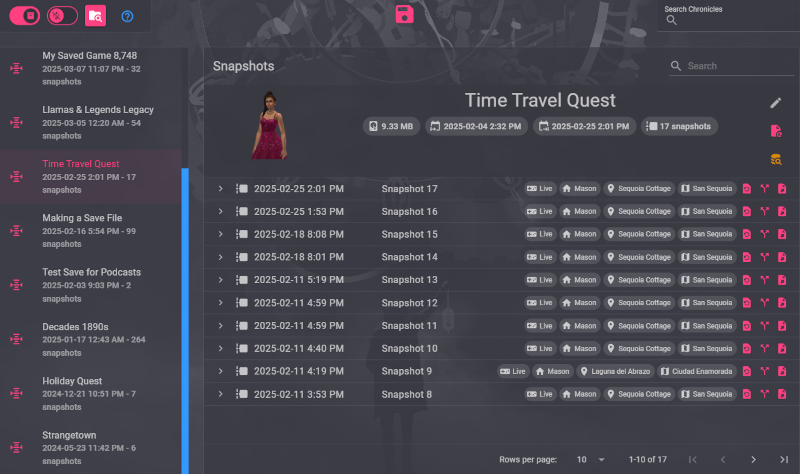 Search Chronicles
My Saved Game 8,748
2025-03-07 11:07 PM - 32
snapshots
Llamas & Legends Legacy
2025-03-05 12:20 AM - 54
snapshots
Time Travel Quest
2025-02-25 2:01 PM - 17
snapshots
Making a Save File
2025-02-16 5:54 PM - 99
snapshots
Test Save for Podcasts
2025-02-03 9:03 PM - 2
snapshots
Decades 1890s
2025-01-17 12:43 AM - 264
snapshots
Holiday Quest
2024-12-21 10:51 PM - 7
snapshots
Strangetown
2024-05-23 11:42 PM - 6
snapshots
Snapshots
Search
Time Travel Quest
9.33 MB 2025-02-04 2:32 PM 2025-02-25 2:01 PM 17 snapshots
2025-02-25 2:01 PM Snapshot 17 Live Mason Sequoia Cottage San Sequoia
2025-02-25 1:53 PM Snapshot 16 Live Mason Sequoia Cottage San Sequoia
2025-02-18 8:08 PM Snapshot 15 Live Mason Sequoia Cottage San Sequoia
2025-02-18 8:01 PM Snapshot 14 Live Mason Sequoia Cottage San Sequoia
2025-02-11 5:19 PM Snapshot 13 Live Mason Sequoia Cottage San Sequoia
2025-02-11 4:59 PM Snapshot 12 Live Mason Sequoia Cottage San Sequoia
2025-02-11 4:59 PM Snapshot 11 Live Mason Sequoia Cottage San Sequoia
2025-02-11 4:40 PM Snapshot 10 Live Mason Sequoia Cottage San Sequoia
2025-02-11 4:19 PM Snapshot 9 Live Mason Laguna del Abrazo Ciudad Enamorada
2025-02-11 3:53 PM Snapshot 8 Live Mason Sequoia Cottage San Sequoia
Rows per page: 10 1-10 of 17